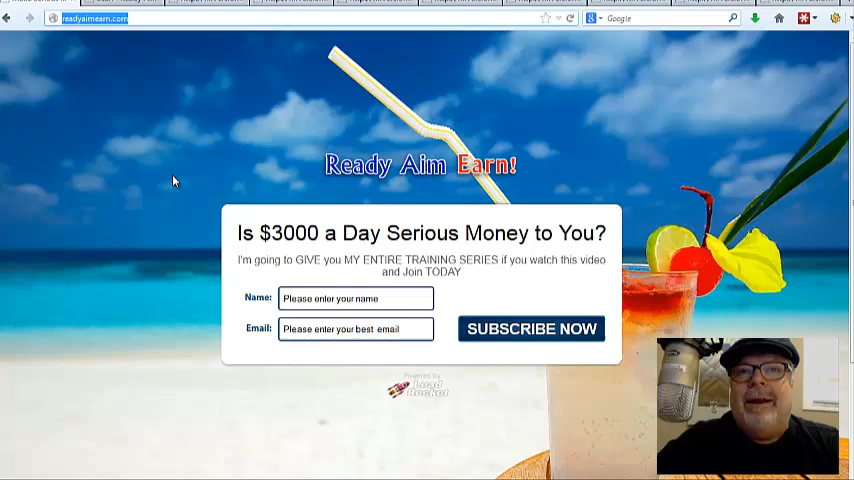 readyaimearn.com
Google
Ready Aim Earn!
Is $3000 a Day Serious Money to You?
I'm going to GIVE you MY ENTIRE TRAINING SERIES if you watch this video
and Join TODAY
Name:
Please enter your name
Email:
Please enter your best email
SUBSCRIBE NOW
Powered by
Lead
Rocket